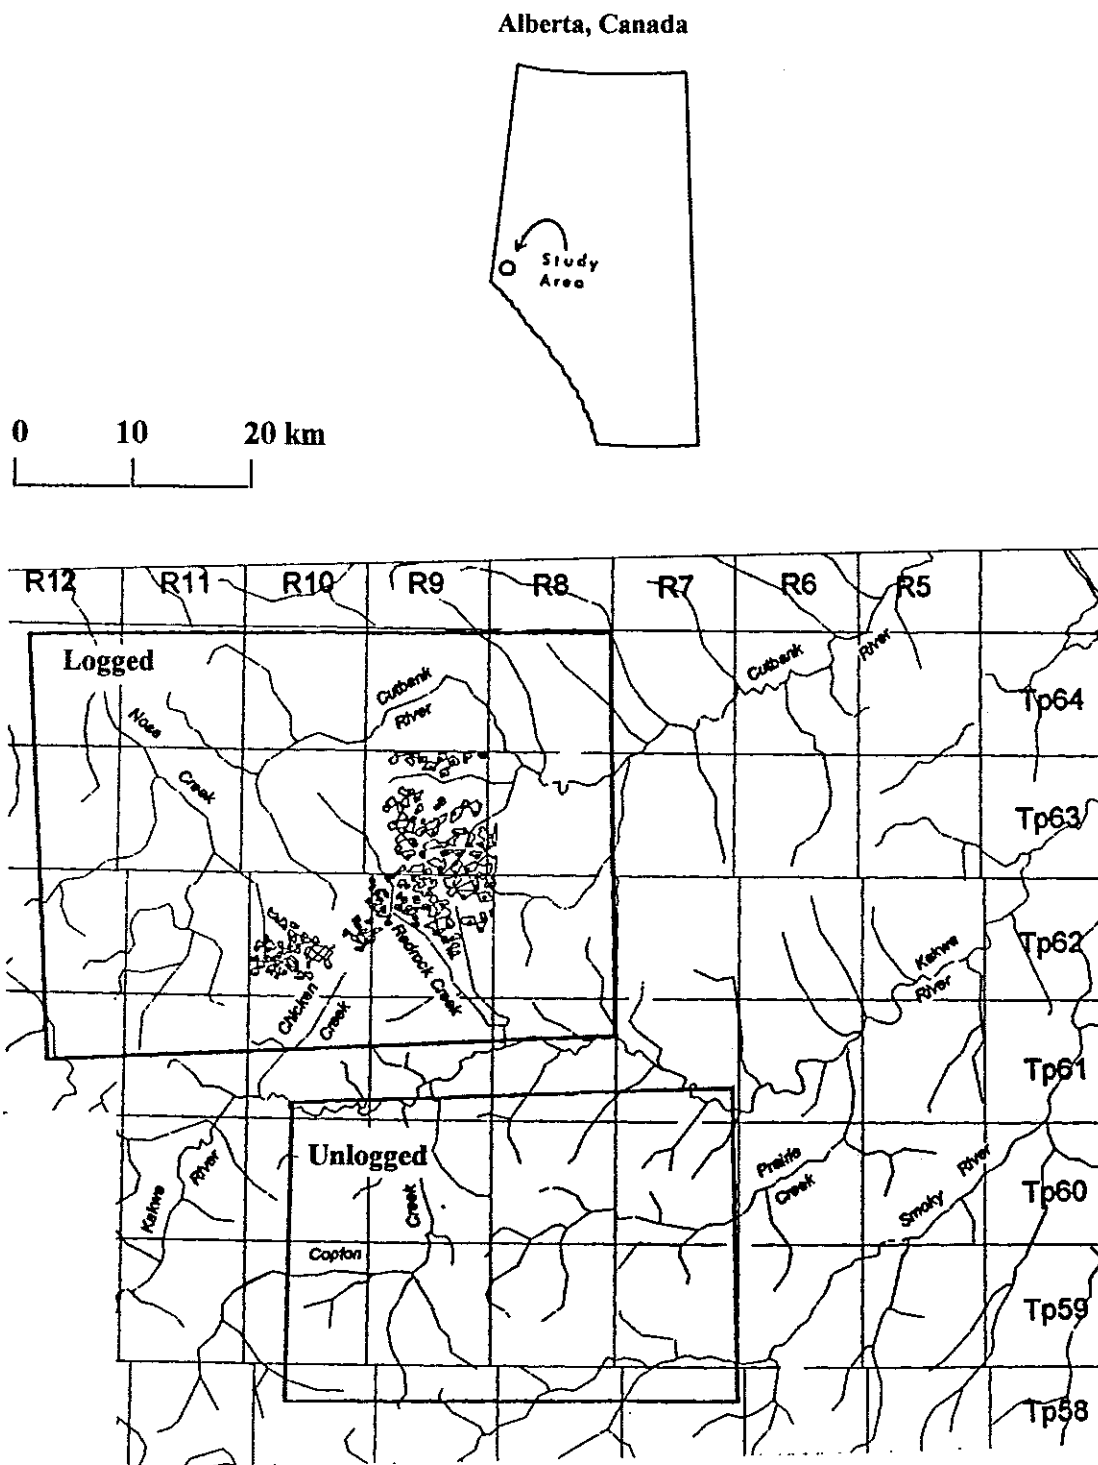 Alberta, Canada
Study
Area
0 10 20 km
R12 R11 R10 R9 R8 R7 R6 R5
Logged
Cutbank
River
Cutbank
River
Tp64
Nose
Creek
Tp63
Redrock Creek
Chicken
Creek
Kakwa
River
Tp62
Tp61
Unlogged
Kakwa
River
Creek
Copton
Prairie
Creek
Smoky
River
Tp60
Tp59
Tp58